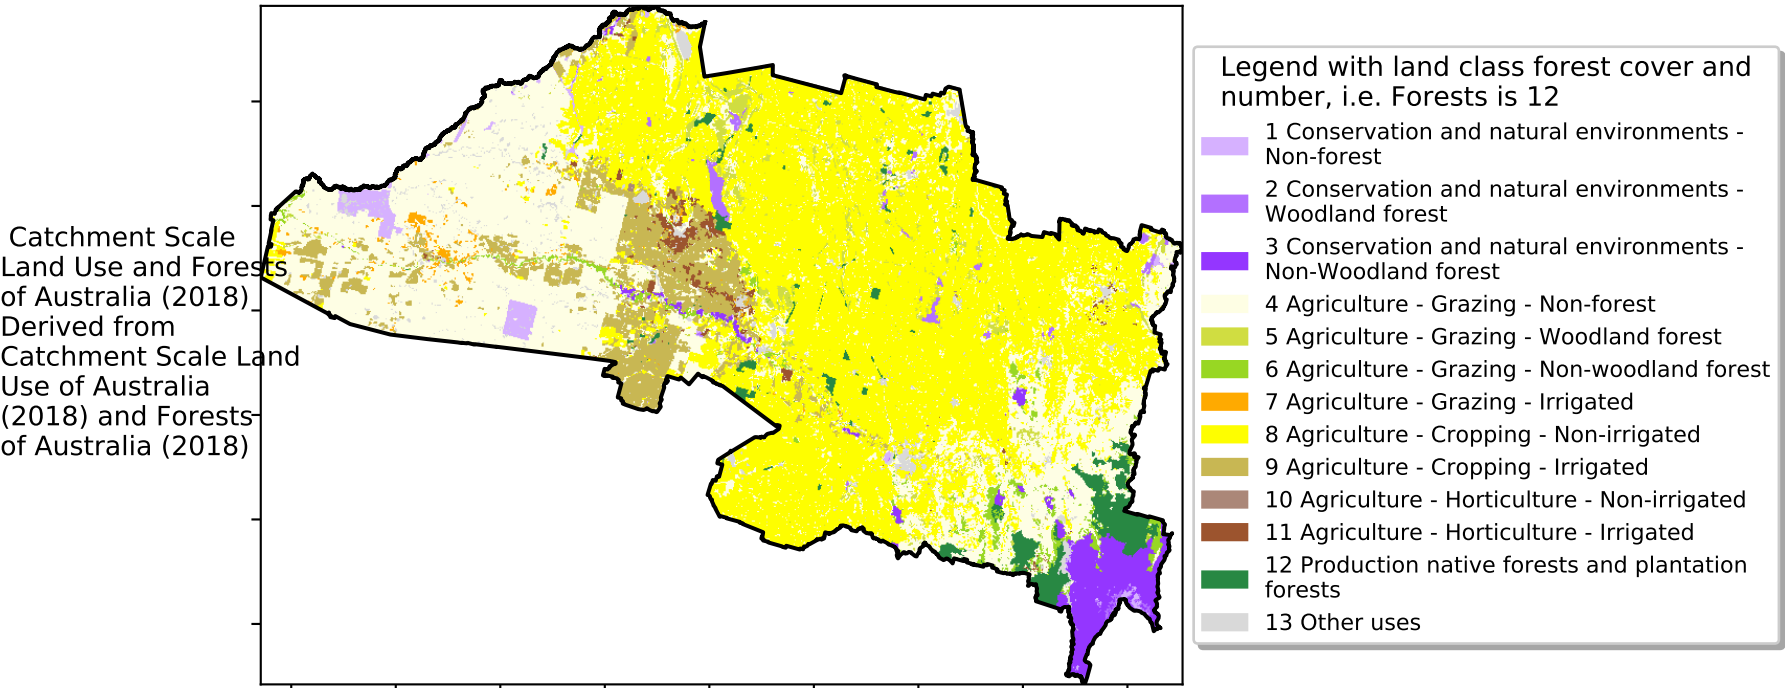 Catchment Scale
Land Use and Forests
of Australia (2018)
Derived from
Catchment Scale Land
Use of Australia
(2018) and Forests
of Australia (2018)
Legend with land class forest cover and
number, i.e. Forests is 12
1 Conservation and natural environments -
Non-forest
2 Conservation and natural environments -
Woodland forest
3 Conservation and natural environments -
Non-Woodland forest
4 Agriculture - Grazing - Non-forest
5 Agriculture - Grazing - Woodland forest
6 Agriculture - Grazing - Non-woodland forest
7 Agriculture - Grazing - Irrigated
8 Agriculture - Cropping - Non-irrigated
9 Agriculture - Cropping - Irrigated
10 Agriculture - Horticulture - Non-irrigated
11 Agriculture - Horticulture - Irrigated
12 Production native forests and plantation
forests
13 Other uses